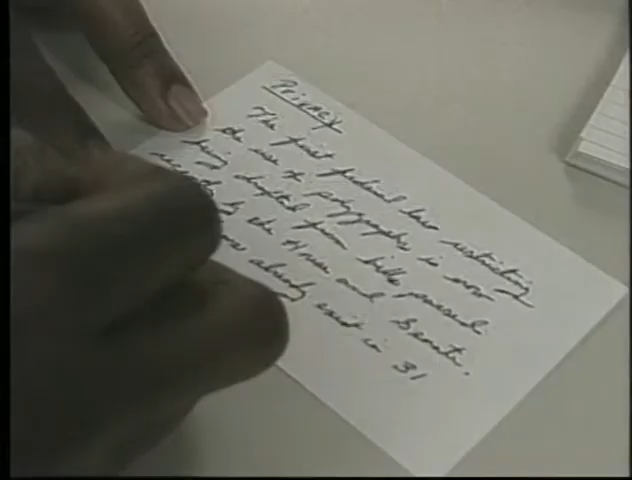 Privacy
The first federal law restricting
the use of polygraphs is now
being drafted from bills passed
by the House and Senate.
already exist in 31